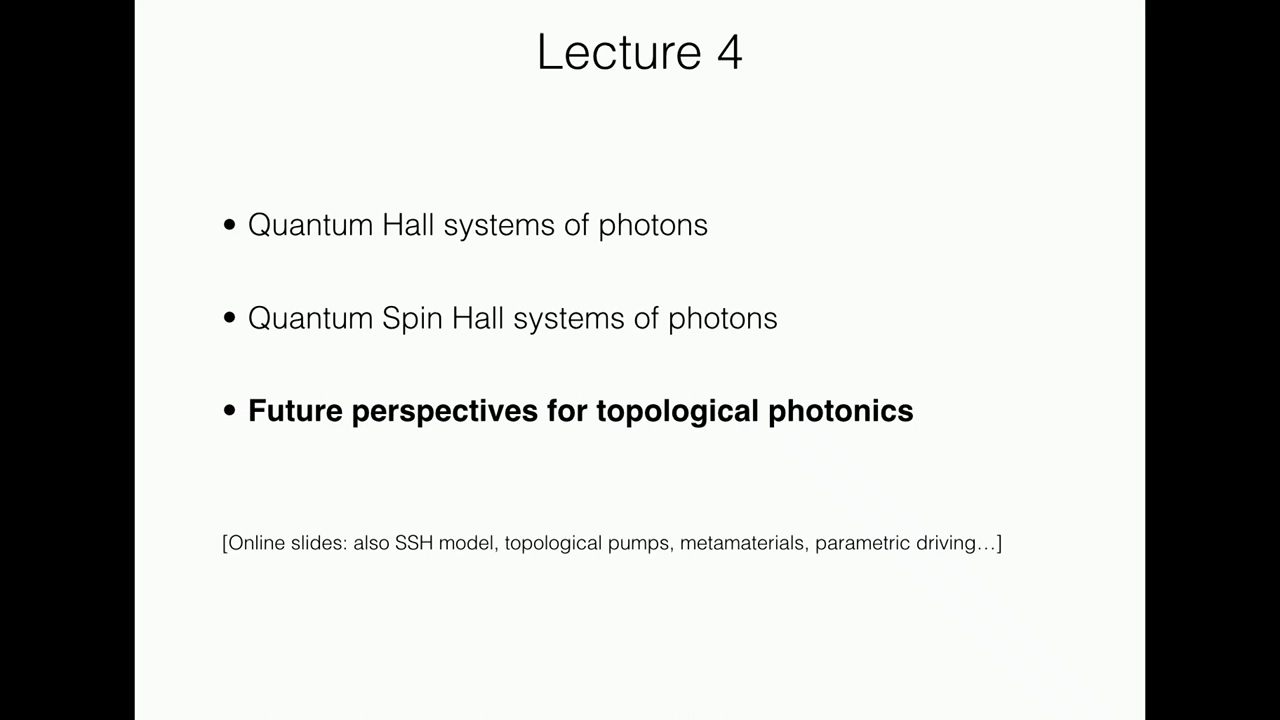 Lecture 4
• Quantum Hall systems of photons
• Quantum Spin Hall systems of photons
• Future perspectives for topological photonics
[Online slides: also SSH model, topological pumps, metamaterials, parametric driving…]